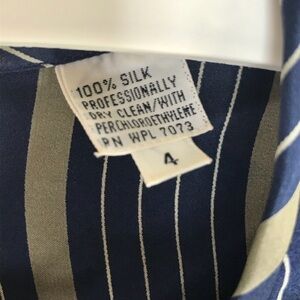 100% SILK
PROFESSIONALLY
DRY CLEAN/WITH
PERCHLOROETHYLENE
RN WPL 7073
4